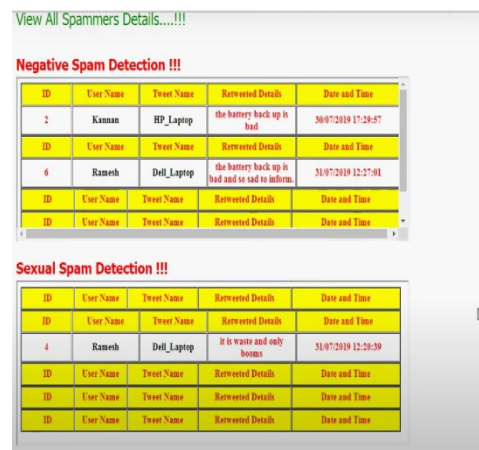 View All Spammers Details....!!!
Negative Spam Detection !!!
ID User Name Tweet Name Retweeted Details Date and Time
2 Kannan HP_Laptop the battery back up is bad 30/07/2019 17:29:57
ID User Name Tweet Name Retweeted Details Date and Time
6 Ramesh Dell_Laptop the battery back up is bad and so sad to inform. 31/07/2019 12:27:01
ID User Name Tweet Name Retweeted Details Date and Time
ID User Name Tweet Name Retweeted Details Date and Time
Sexual Spam Detection !!!
ID User Name Tweet Name Retweeted Details Date and Time
ID User Name Tweet Name Retweeted Details Date and Time
4 Ramesh Dell_Laptop it is waste and only booms 31/07/2019 12:20:39
ID User Name Tweet Name Retweeted Details Date and Time
ID User Name Tweet Name Retweeted Details Date and Time
ID User Name Tweet Name Retweeted Details Date and Time